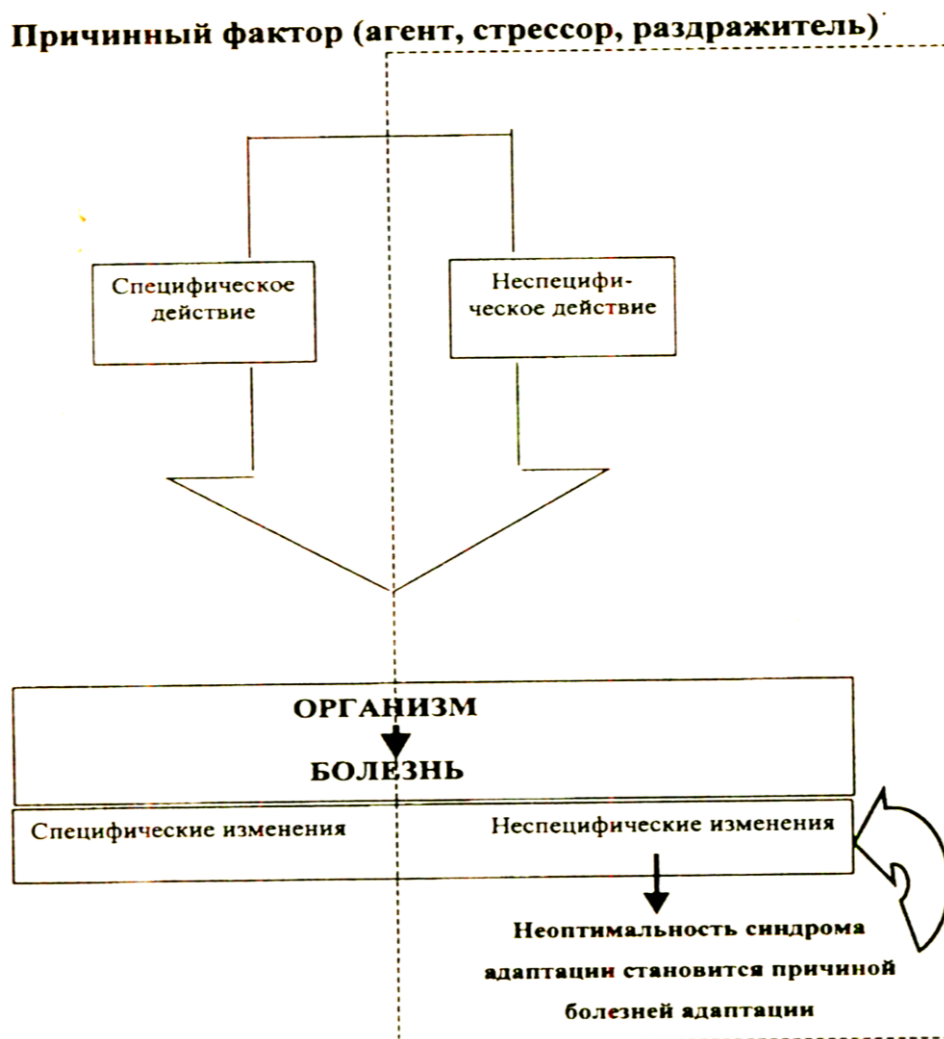 Причинный фактор (агент, стрессор, раздражитель)
Специфическое
действие
Неспецифи-
ческое действие
ОРГАНИЗМ
БОЛЕЗНЬ
Специфические изменения
Неспецифические изменения
Неоптимальность синдрома
адаптации становится причиной
болезней адаптации